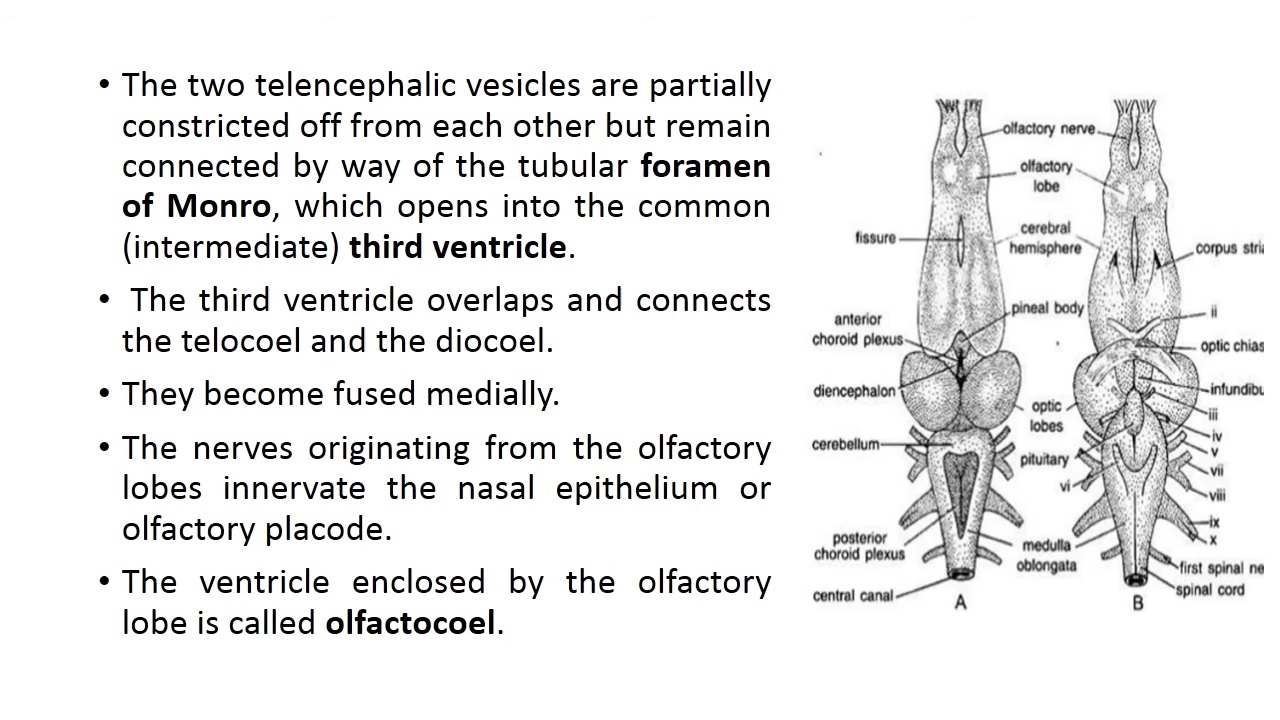 • The two telencephalic vesicles are partially
constricted off from each other but remain
connected by way of the tubular foramen
of Monro, which opens into the common
(intermediate) third ventricle.
• The third ventricle overlaps and connects
the telocoel and the diocoel.
• They become fused medially.
• The nerves originating from the olfactory
lobes innervate the nasal epithelium or
olfactory placode.
• The ventricle enclosed by the olfactory
lobe is called olfactocoel.
olfactory nerve
olfactory
lobe
fissure
cerebral
hemisphere
corpus stria
pineal body
ii
anterior
choroid plexus
optic chias
diencephalon
infundibu
optic
lobes
iii
iv
cerebellum
v
pituitary
vii
vi
viii
ix
x
posterior
choroid plexus
medulla
oblongata
first spinal ne
spinal cord
central canal
A
B